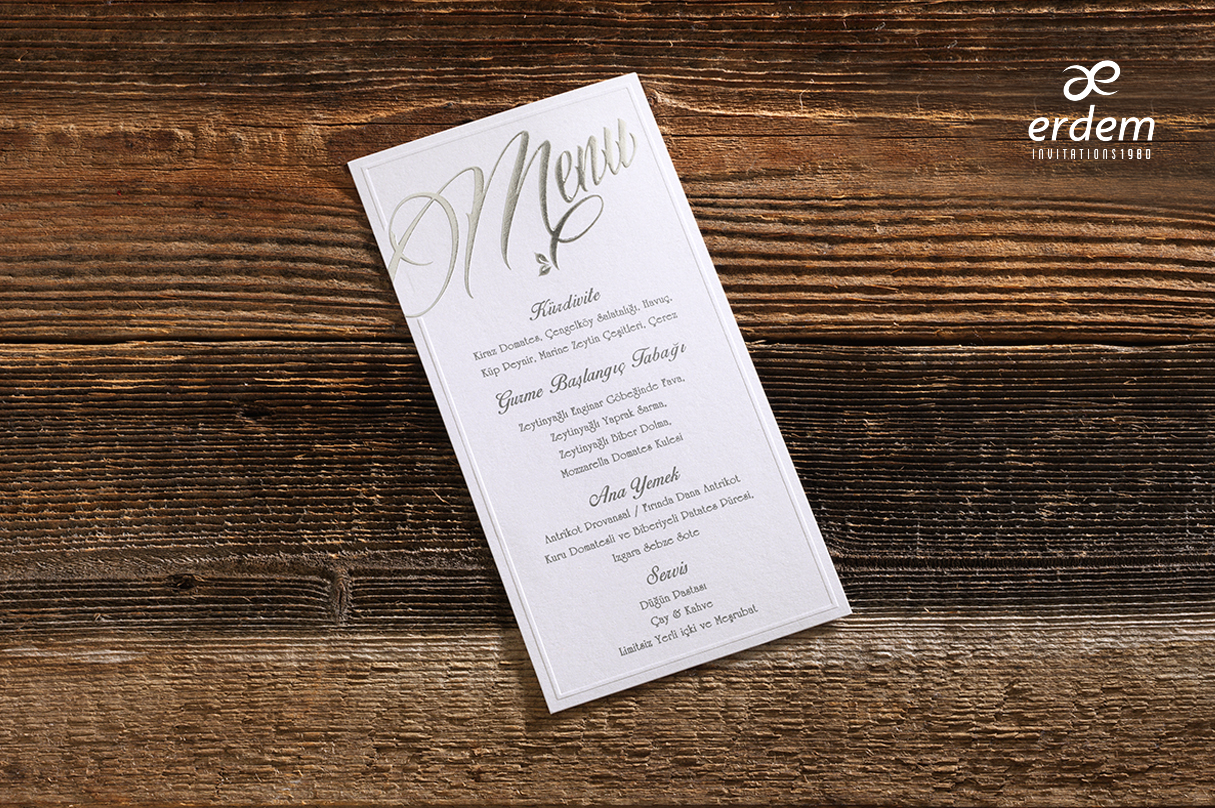 erdem
INVITATIONS1980
Menu
Kürdivite
Kiraz Domates, Çengelköy Salatalığı, Havuç,
Küp Peynir, Marine Zeytin Çeşitleri, Çerez
Gurme Başlangıç Tabağı
Zeytinyağlı Enginar Göbeğinde Fava,
Zeytinyağlı Yaprak Sarma,
Zeytinyağlı Biber Dolma,
Mozzarella Domates Kulesi
Ana Yemek
Antrikot Provansal / Fırında Dana Antrikot
Kuru Domatesli ve Biberiyeli Patates Püresi,
Izgara Sebze Sote
Servis
Düğün Pastası
Çay & Kahve
Limitsiz Yerli içki ve Meşrubat